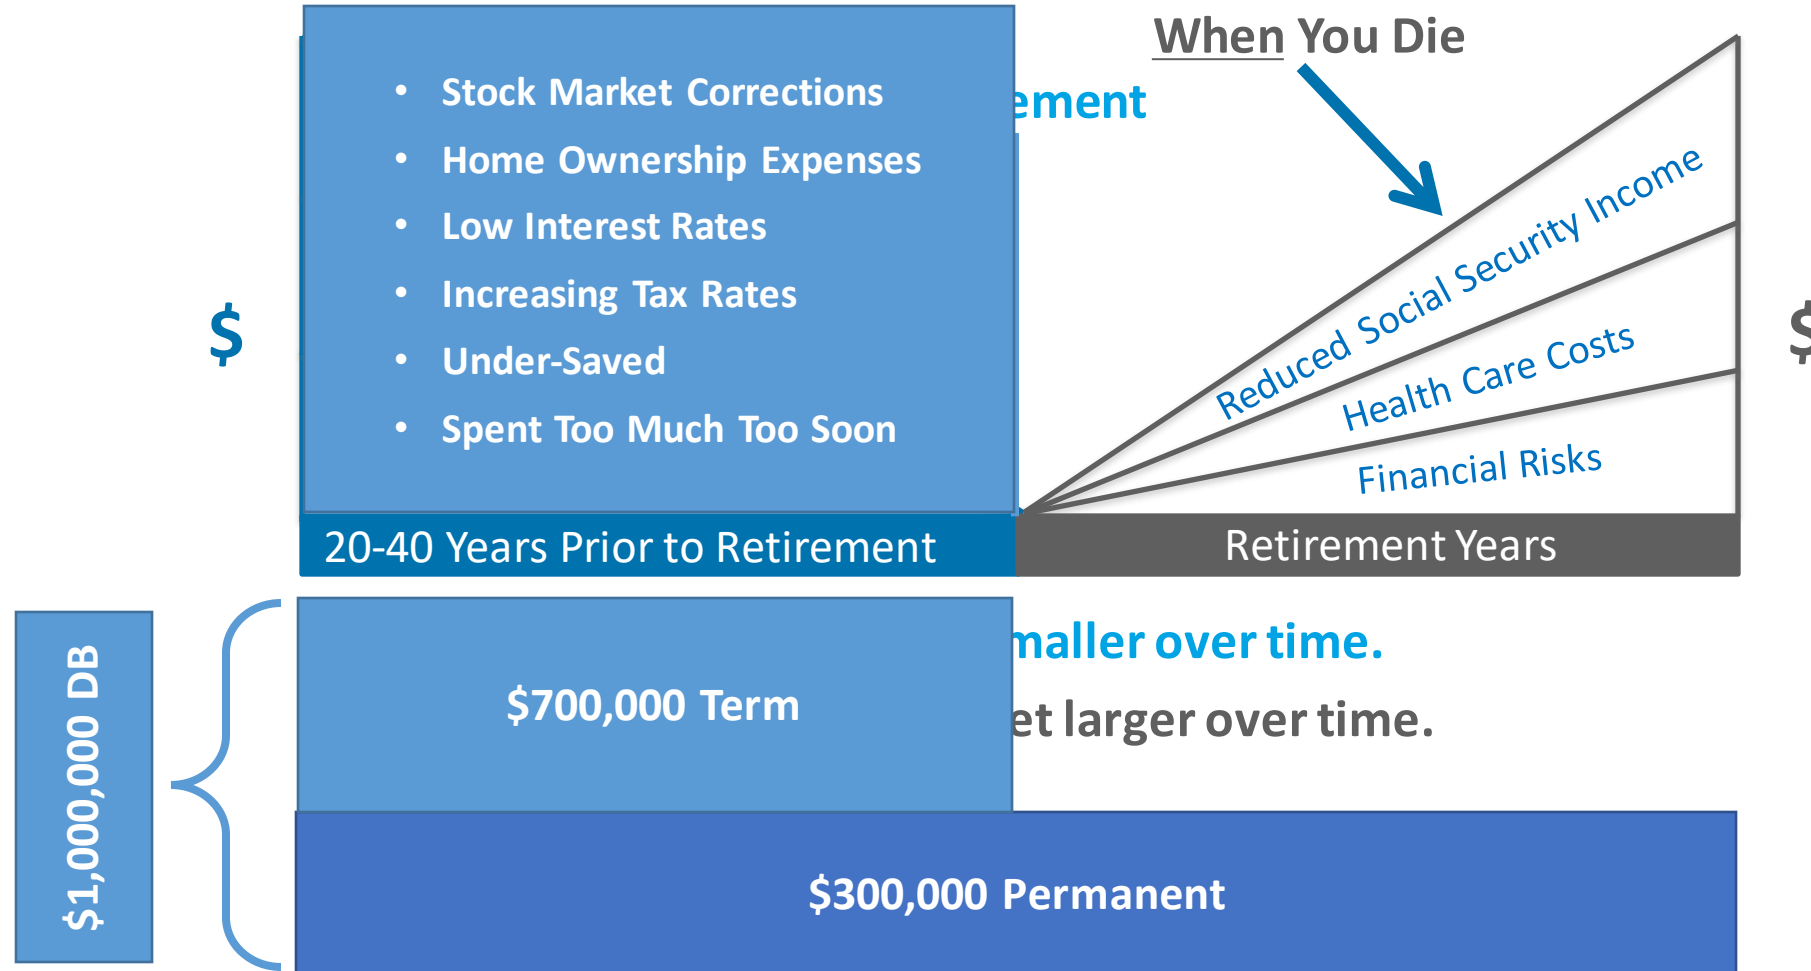 When You Die
ement
• Stock Market Corrections
• Home Ownership Expenses
• Low Interest Rates
• Increasing Tax Rates
• Under-Saved
• Spent Too Much Too Soon
$
Reduced Social Security Income
Health Care Costs
Financial Risks
$
20-40 Years Prior to Retirement
Retirement Years
maller over time.
et larger over time.
$1,000,000 DB
$700,000 Term
$300,000 Permanent